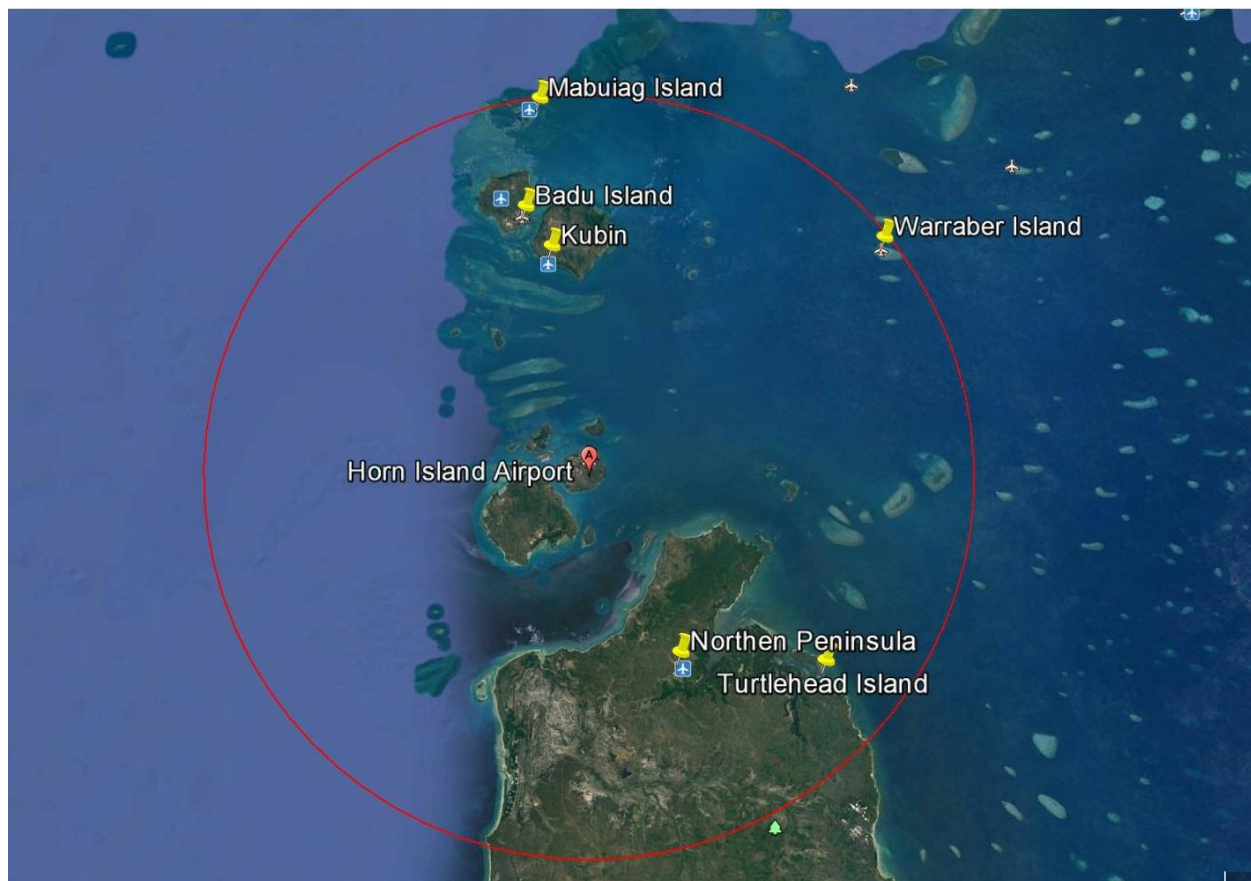 Mabuiag Island
Badu Island
Kubin
Warraber Island
A
Horn Island Airport
Northen Peninsula
Turtlehead Island